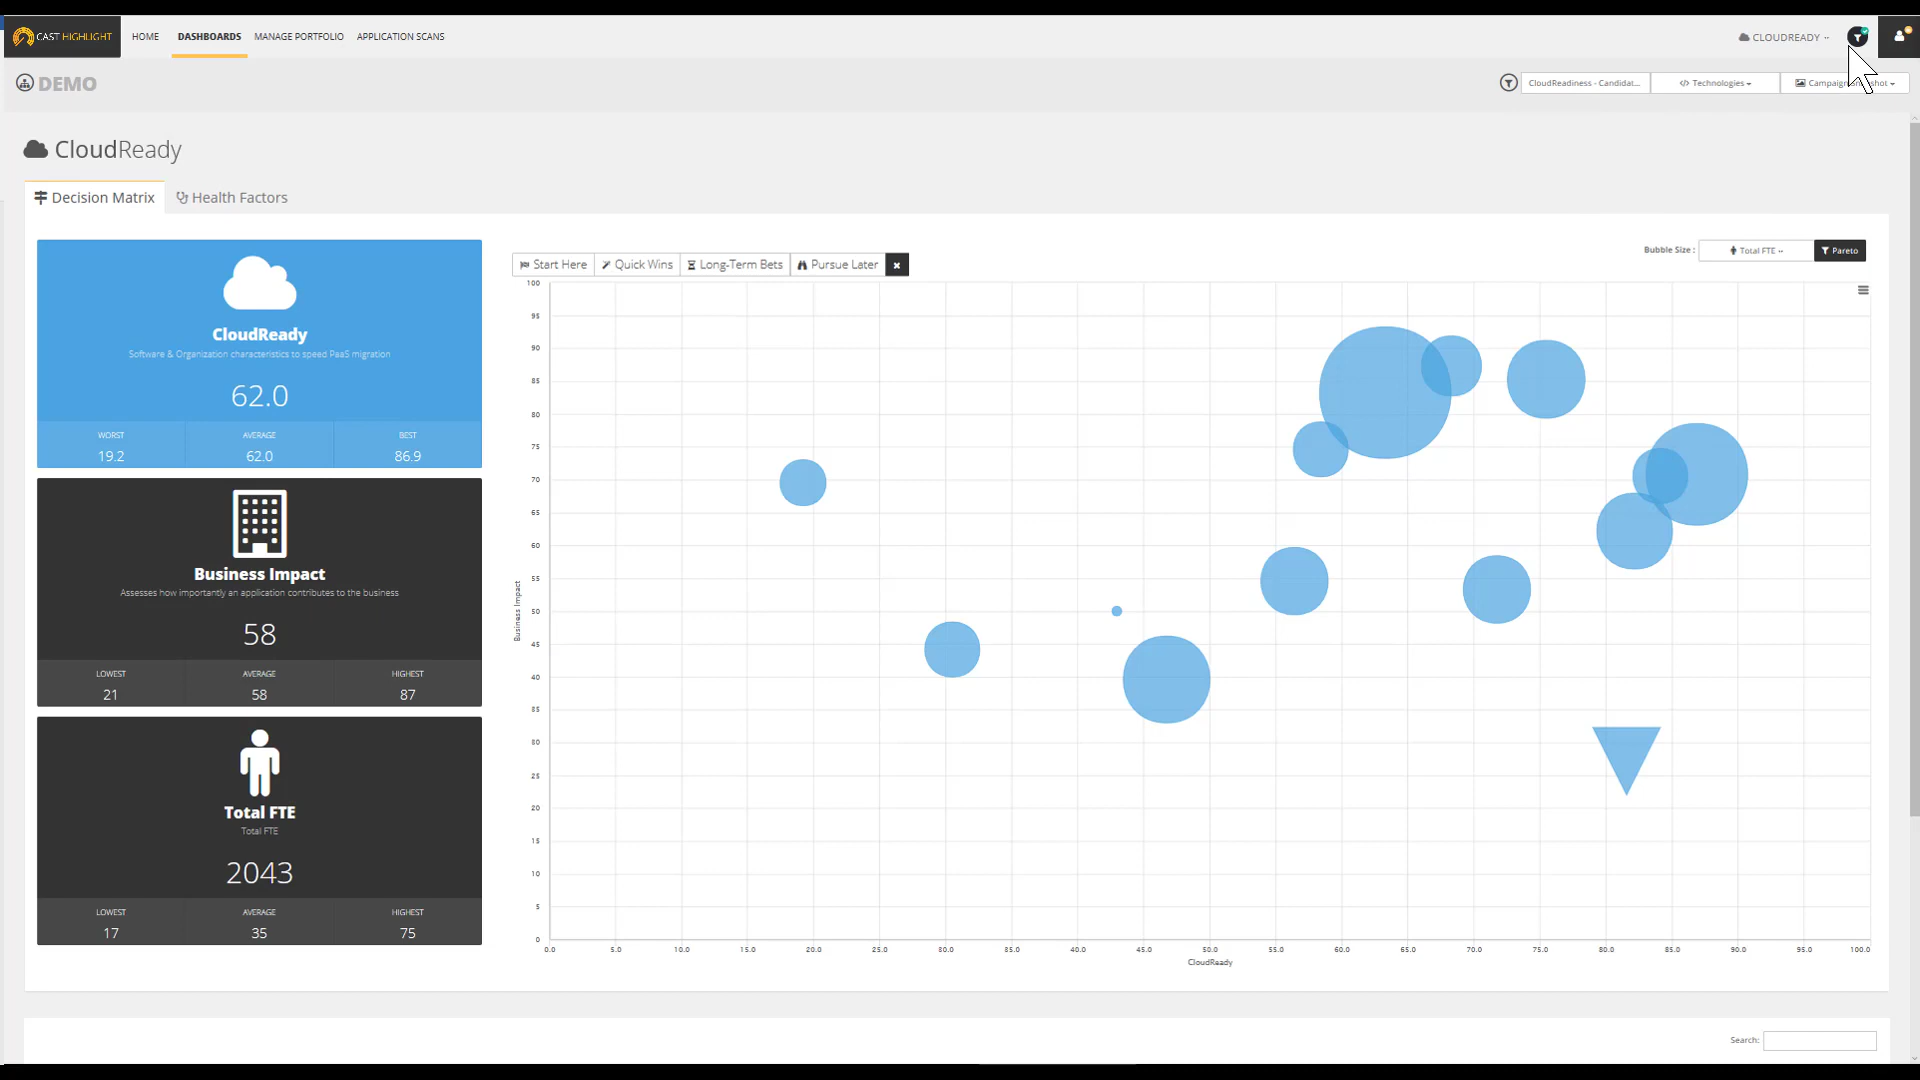 CAST HIGHLIGHT
HOME
DASHBOARDS
MANAGE PORTFOLIO
APPLICATION SCANS
CLOUDREADY
DEMO
CloudReadiness - Candidat...
Technologies
CloudReady
Decision Matrix
Health Factors
CloudReady
Software & Organization characteristics to speed PaaS migration
62.0
WORST AVERAGE BEST
19.2 62.0 86.9
Business Impact
Assesses how importantly an application contributes to the business
58
LOWEST AVERAGE HIGHEST
21 58 87
Total FTE
Total FTE
2043
LOWEST AVERAGE HIGHEST
17 35 75
Start Here
Quick Wins
Long-Term Bets
Pursue Later
Bubble Size :
Total FTE
Pareto
100
95
90
85
80
75
70
65
60
55
50
45
40
35
30
25
20
15
10
5
0
Business Impact
0.0 5.0 10.0 15.0 20.0 25.0 30.0 35.0 40.0 45.0 50.0 55.0 60.0 65.0 70.0 75.0 80.0 85.0 90.0 95.0 100.0
CloudReady
Search: